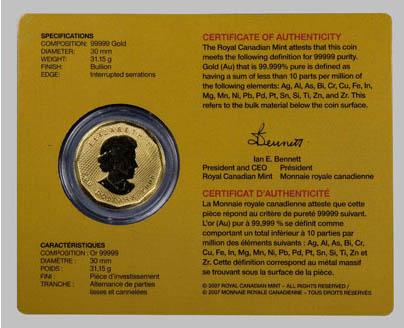 SPECIFICATIONS
COMPOSITION: 99999 Gold
DIAMETER: 30 mm
WEIGHT: 31.15 g
FINISH: Bullion
EDGE: Interrupted serrations
CERTIFICATE OF AUTHENTICITY
The Royal Canadian Mint attests that this coin
meets the following definition for 99999 purity.
Gold (Au) that is 99.999% pure is defined as
having a sum of less than 10 parts per million of
the following elements: Ag, Al, As, Bi, Cr, Cu, Fe, In,
Mg, Mn, Ni, Pb, Pd, Pt, Sn, Si, Ti, Zn, and Zr. This
refers to the bulk material below the coin surface.
Bennett
Ian E. Bennett
President and CEO Président
Royal Canadian Mint Monnaie royale canadienne
ELIZABETH
CERTIFICAT D'AUTHENTICITÉ
La Monnaie royale canadienne atteste que cette
pièce répond au critère de pureté 99999 suivant.
L'or (Au) pur à 99,999 % se définit comme
comportant un total inférieur à 10 parties par
million des éléments suivants : Ag, Al, As, Bi, Cr,
Cu, Fe, In, Mg, Mn, Ni, Pb, Pd, Pt, Sn, Si, Ti, Zn et
Zr. Cette définition correspond au métal massif
se trouvant sous la surface de la pièce.
CARACTÉRISTIQUES
COMPOSITION : Or 99999
DIAMÈTRE : 30 mm
POIDS : 31,15 g
FINI : Pièce d'investissement
TRANCHE : Alternance de parties
lisses et cannelées
© 2007 ROYAL CANADIAN MINT – ALL RIGHTS RESERVED /
© 2007 MONNAIE ROYALE CANADIENNE – TOUS DROITS RÉSERVÉS